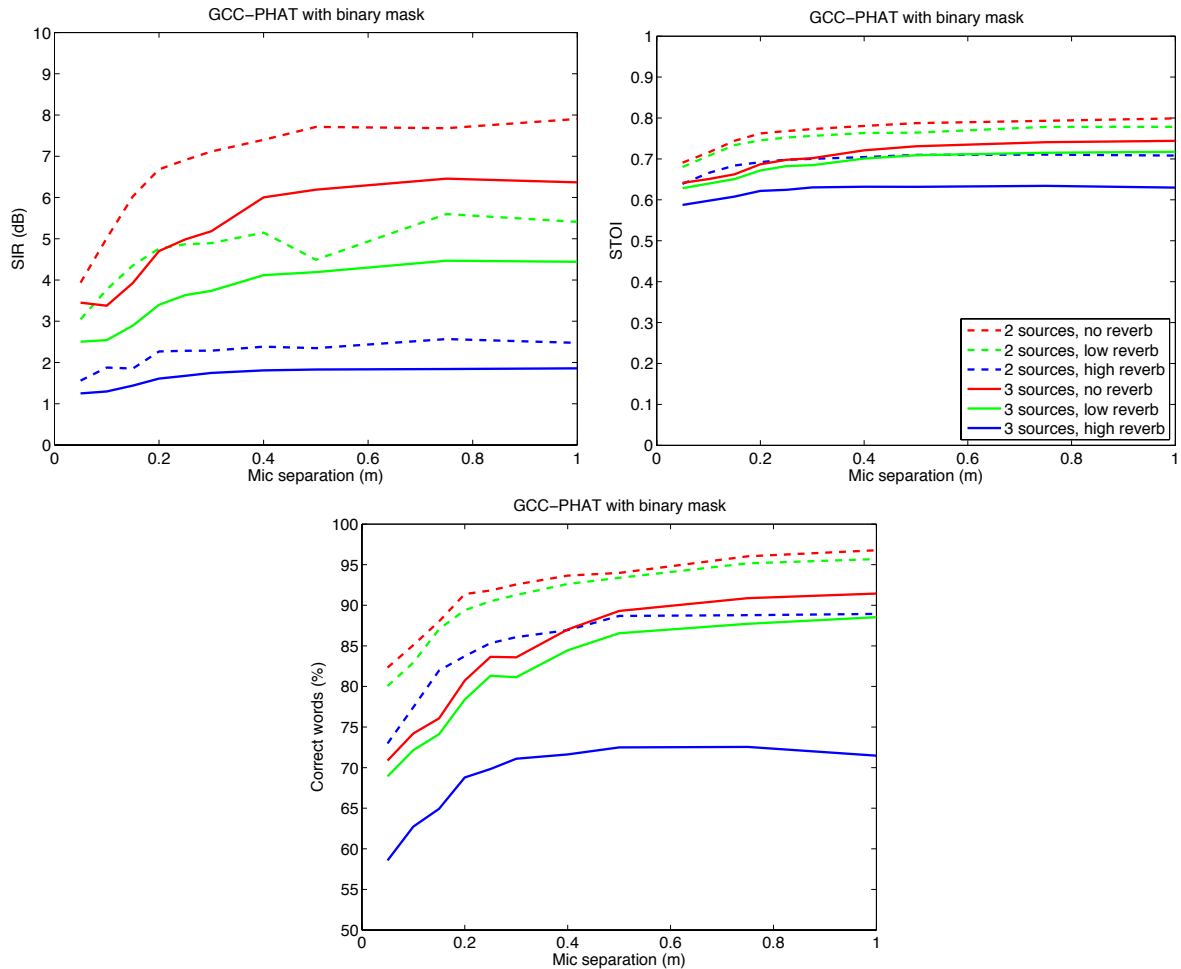 GCC−PHAT with binary mask
10
9
8
7
6
5
4
3
2
1
0
SIR (dB)
0 0.2 0.4 0.6 0.8 1
Mic separation (m)
GCC−PHAT with binary mask
1
0.9
0.8
0.7
0.6
0.5
0.4
0.3
0.2
0.1
0
STOI
2 sources, no reverb
2 sources, low reverb
2 sources, high reverb
3 sources, no reverb
3 sources, low reverb
3 sources, high reverb
0 0.2 0.4 0.6 0.8 1
Mic separation (m)
GCC−PHAT with binary mask
100
95
90
85
80
75
70
65
60
55
50
Correct words (%)
0 0.2 0.4 0.6 0.8 1
Mic separation (m)